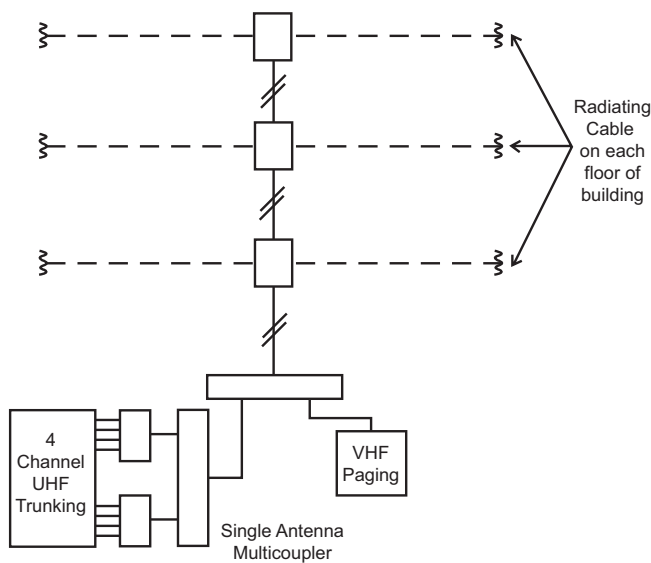 Radiating
Cable
on each
floor of
building
4
Channel
UHF
Trunking
VHF
Paging
Single Antenna
Multicoupler